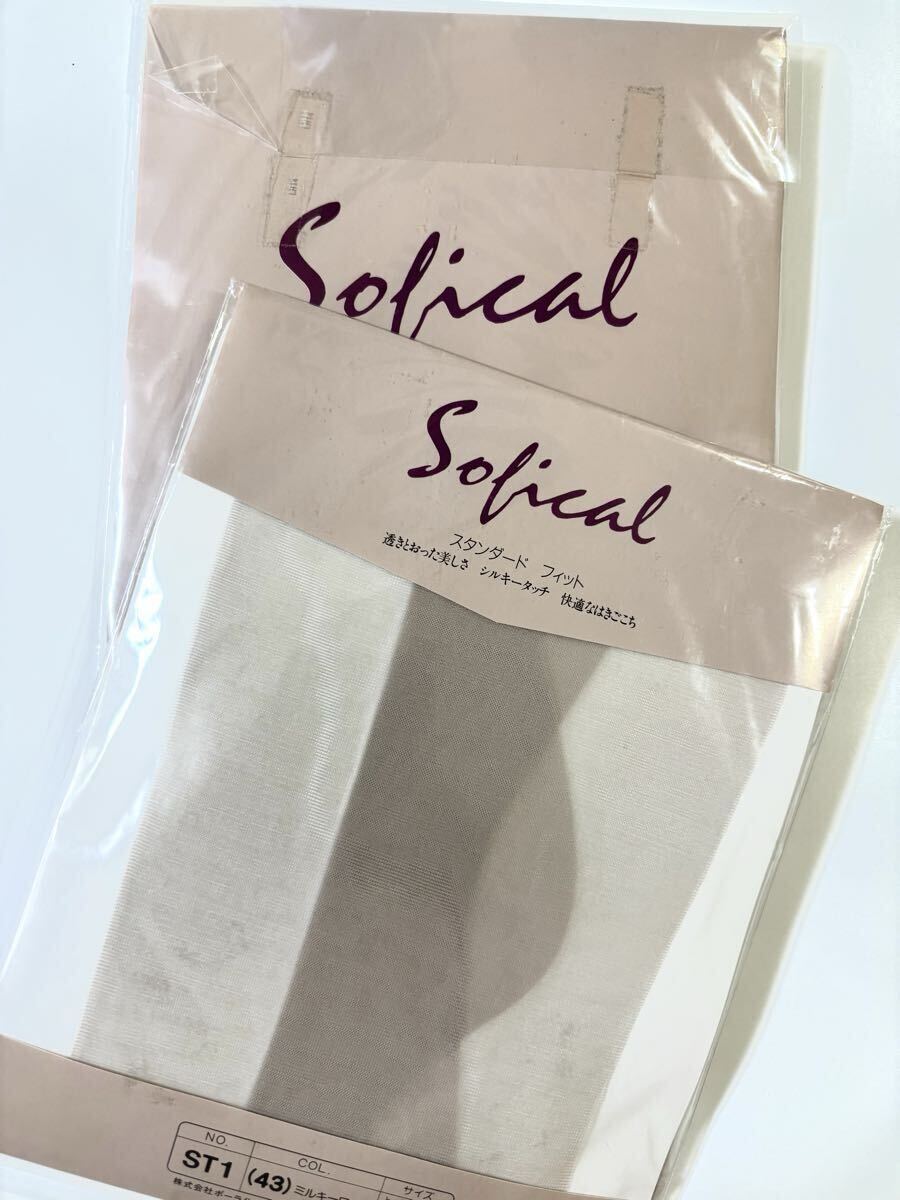 Sofical
Sofical
スタンダード フィット
透きとおった美しさ シルキータッチ 快適なはきごこち
NO. COL. サイズ
ST1 (43)
株式会社ポーラ